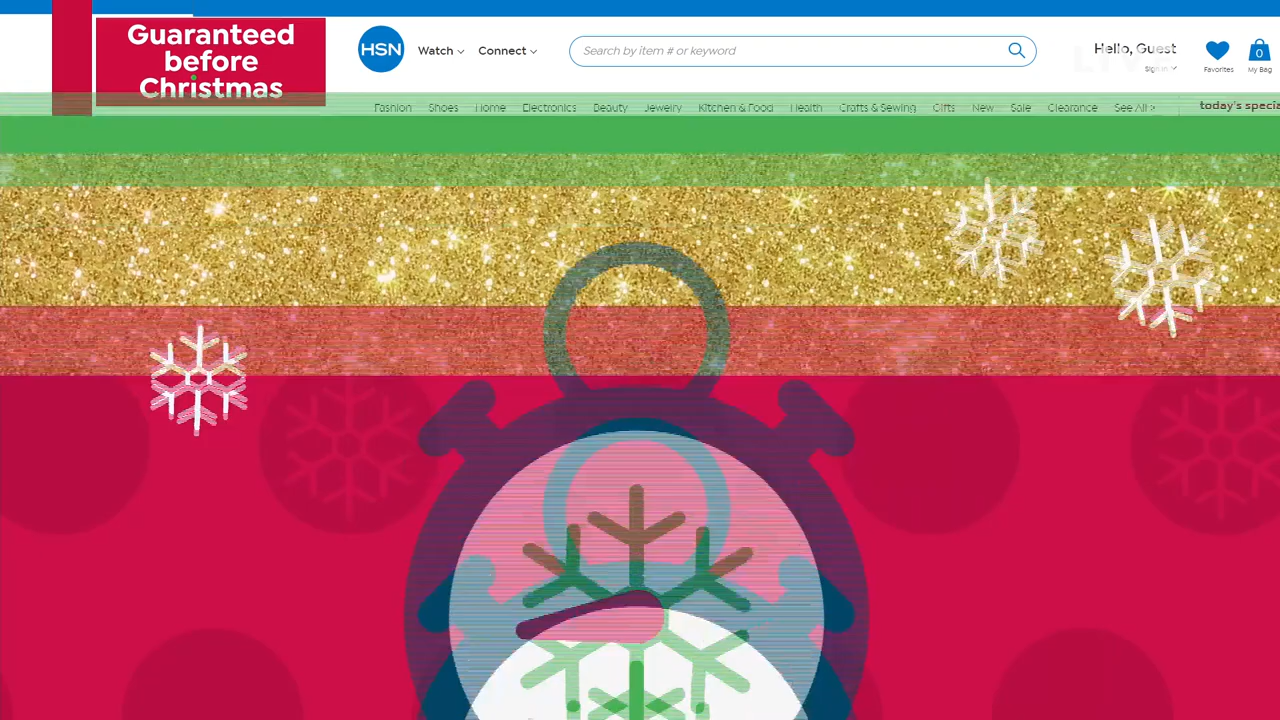 Guaranteed
before
Christmas
HSN
Watch
Connect
Search by item # or keyword
LIVE
Hello, Guest
Sign In
Favorites
0
My Bag
Fashion Shoes Home Electronics Beauty Jewelry Kitchen & Food Health Crafts & Sewing Gifts New Sale Clearance See All > today's specia